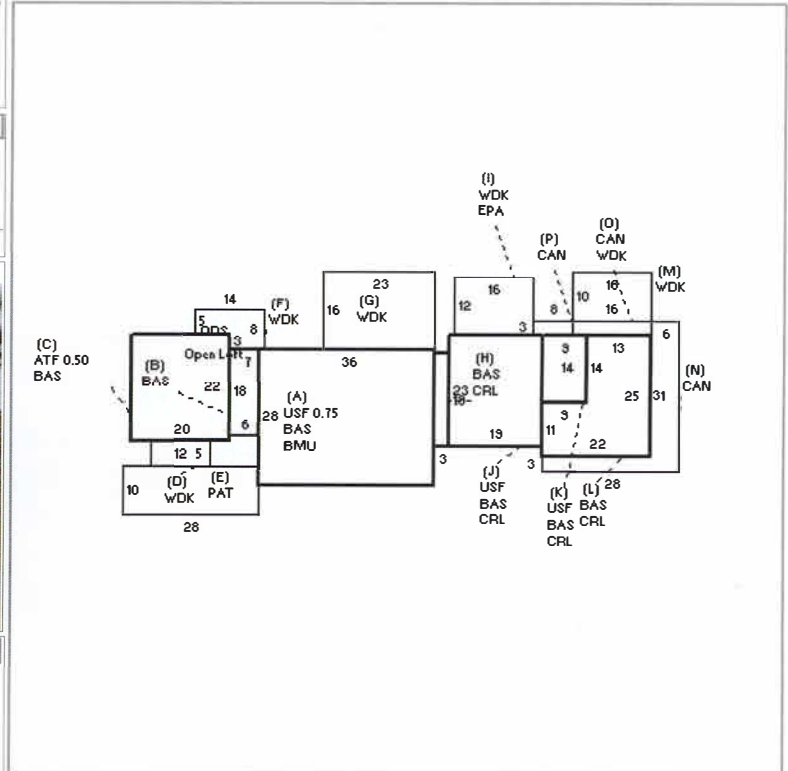 (I)
WDK
EPA
(O)
CAN
WDK
(P)
CAN
(M)
WDK
23
16
(G)
WDK
14
(F)
WDK
5
8
3
16
12
3
8
10
16
16
6
(C)
ATF 0.50
BAS
Open Left
7
(B)
BAS
22
18
20
6
36
28
(A)
USF 0.75
BAS
BMU
(H)
BAS
CRL
23
19
9
14
14
13
25
31
(N)
CAN
9
11
22
12 5
10
(D)
WDK
(E)
PAT
28
3
3
(J)
USF
BAS
CRL
(K)
USF
BAS
CRL
(L)
BAS
CRL
28